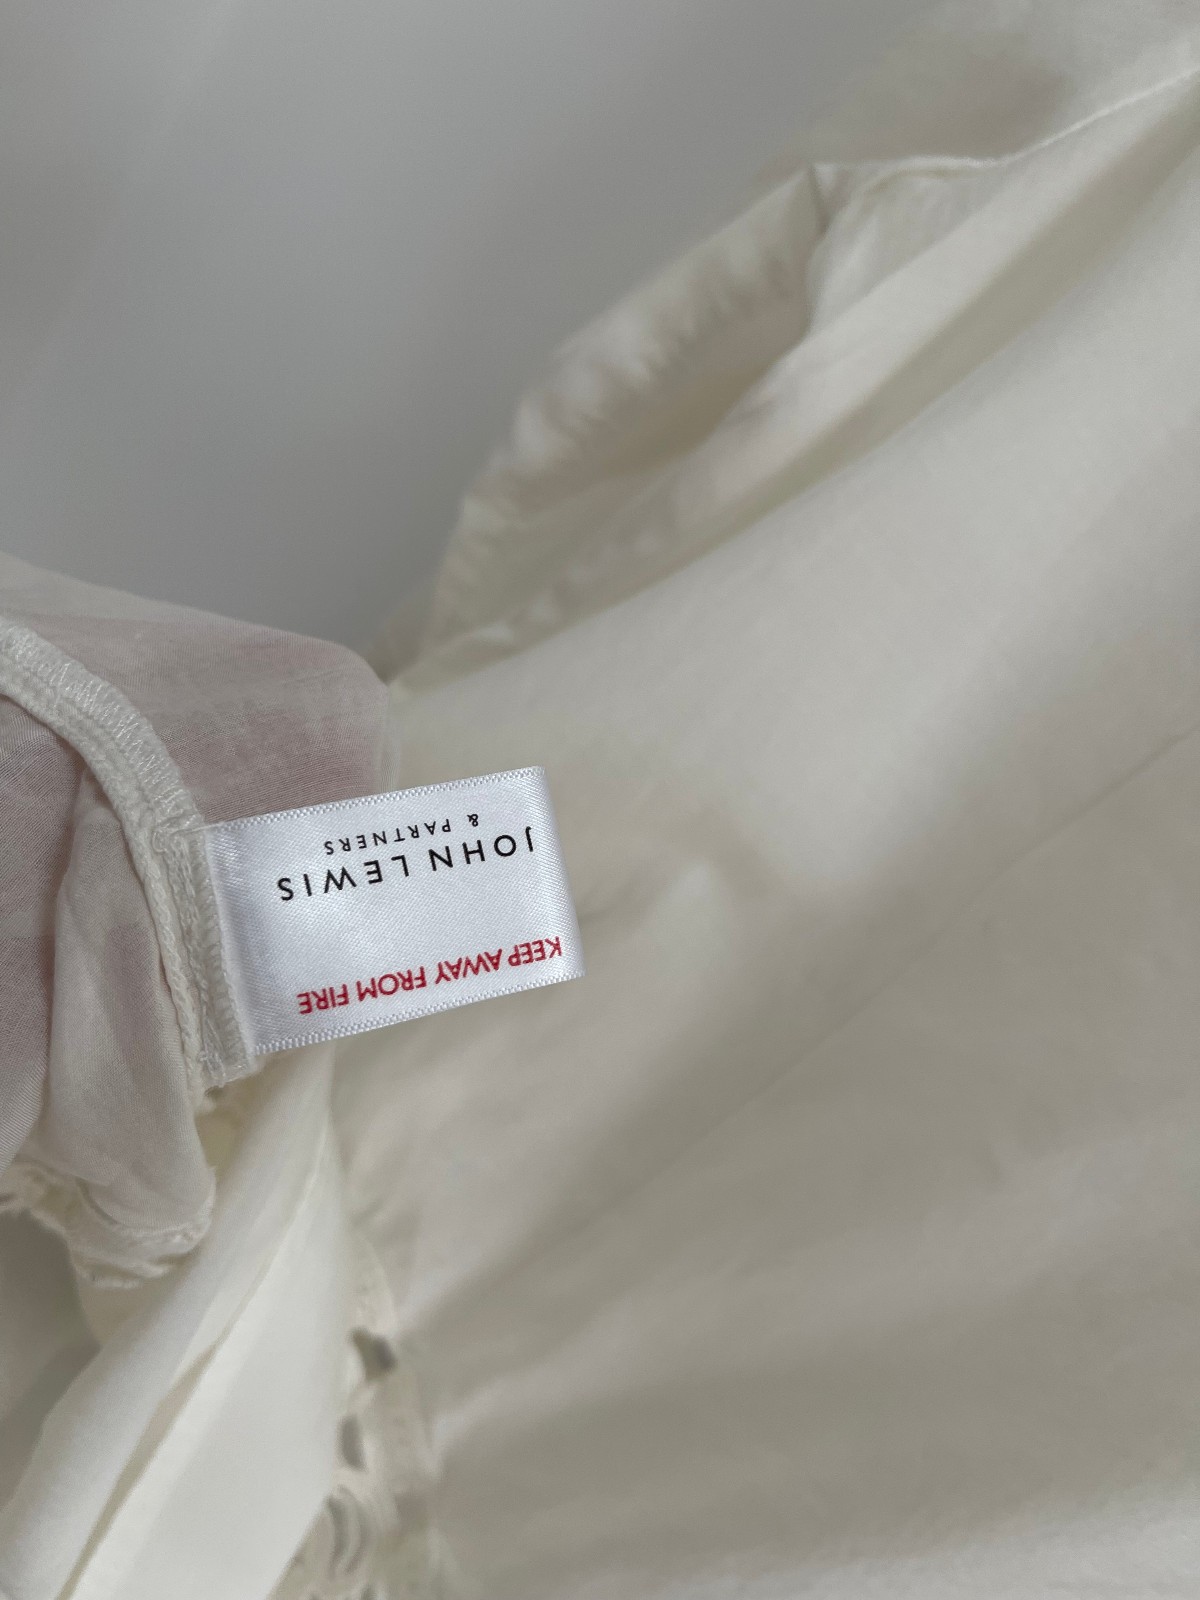 KEEP AWAY FROM FIRE
JOHN LEWIS
& PARTNERS